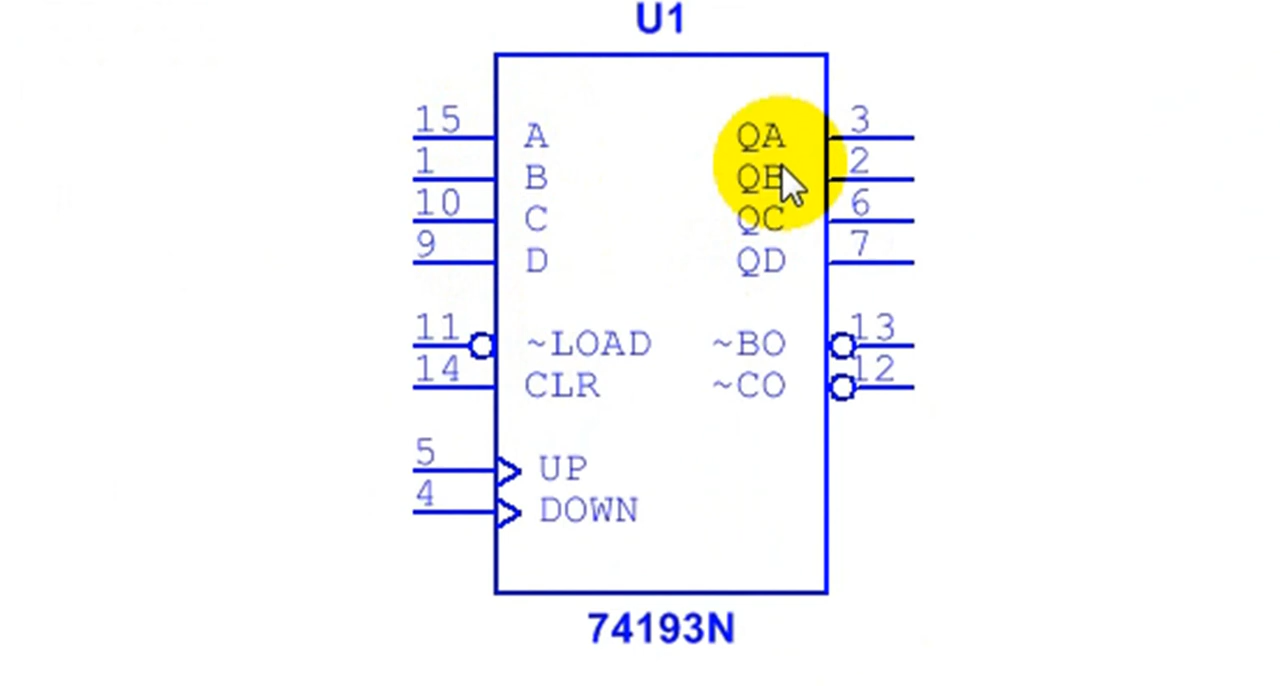 U1
15 A QA 3
1 B QB 2
10 C QC 6
9 D QD 7
11 ~LOAD ~BO 13
14 CLR ~CO 12
5 UP
4 DOWN
74193N